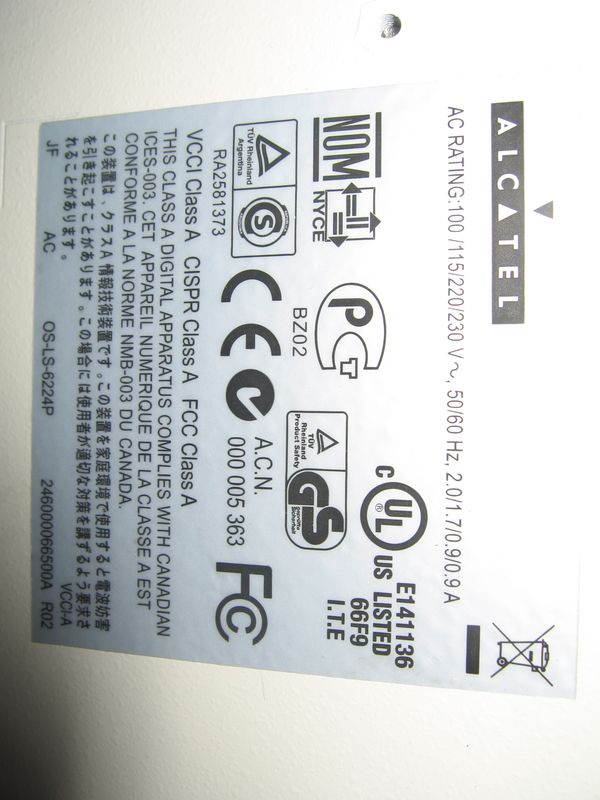 ALCATEL
AC RATING:100 /115/220/230 V～, 50/60 Hz, 2.0/1.7/0.9/0.9 A
NOM
NYCE
PCT
BZ02
C UL® US LISTED
E141136
66F9
I.T.E
TÜV Rheinland
Argentina
S
RA2581373
CE
TÜV
Rheinland
Product Safety
GS
geprüfte
Sicherheit
A.C.N.
000 005 363
FC
VCCI Class A CISPR Class A FCC Class A
THIS CLASS A DIGITAL APPARATUS COMPLIES WITH CANADIAN
ICES-003. CET APPAREIL NUMERIQUE DE LA CLASSE A EST
CONFORME A LA NORME NMB-003 DU CANADA.
この装置は、クラスA 情報技術装置です。この装置を家庭環境で使用すると電波妨害
を引き起こすことがあります。この場合には使用者が適切な対策を講ずるよう要求さ
れることがあります。
VCCI-A
JF AC OS-LS-6224P 246000066500A R02